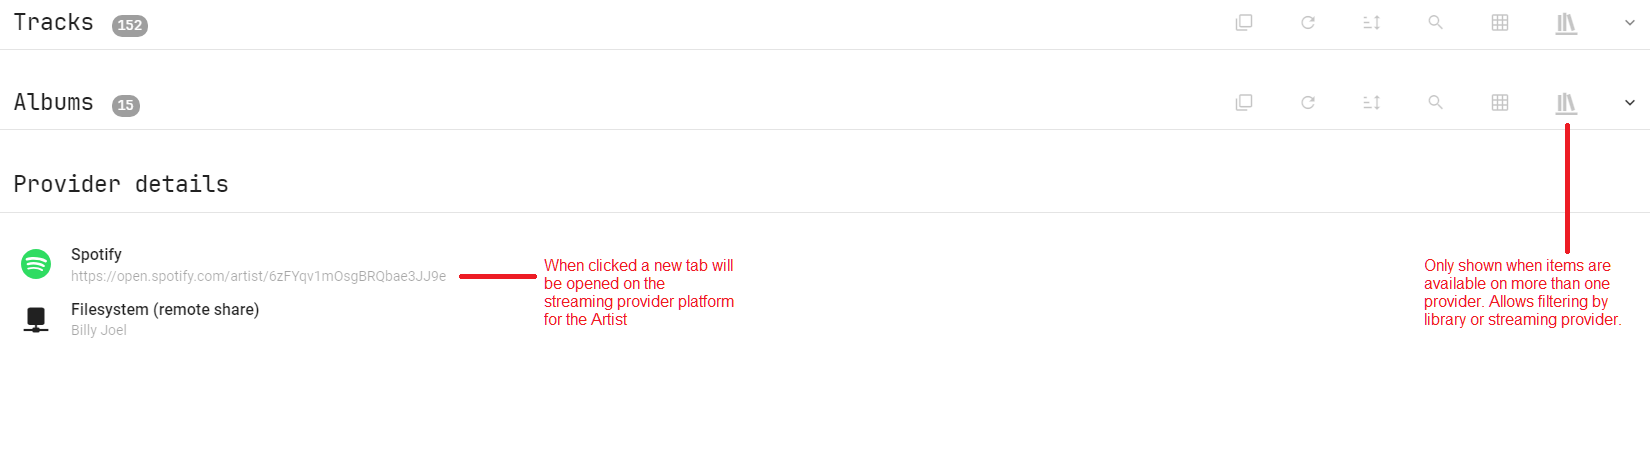 Tracks 152
Albums 15
Provider details
Spotify
https://open.spotify.com/artist/6zFYqv1mOsgBRQbae3JJ9e
When clicked a new tab will
be opened on the
streaming provider platform
for the Artist
Filesystem (remote share)
Billy Joel
Only shown when items are
available on more than one
provider. Allows filtering by
library or streaming provider.